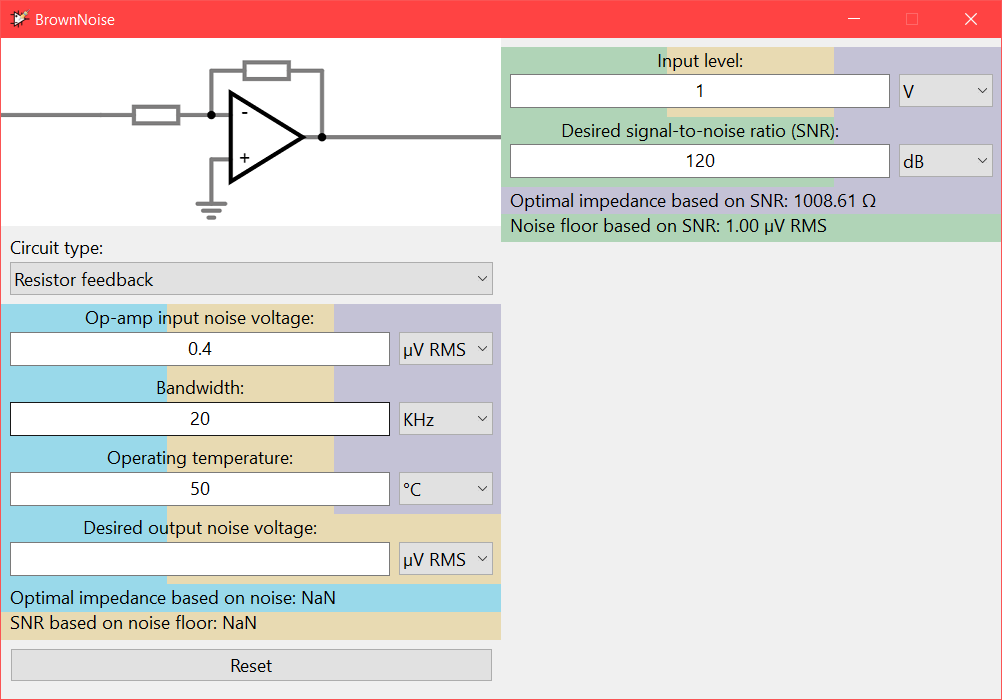 BrownNoise
-
+
Circuit type:
Resistor feedback
Op-amp input noise voltage:
0.4 µV RMS
Bandwidth:
20 KHz
Operating temperature:
50 °C
Desired output noise voltage:
µV RMS
Optimal impedance based on noise: NaN
SNR based on noise floor: NaN
Reset
Input level:
1 V
Desired signal-to-noise ratio (SNR):
120 dB
Optimal impedance based on SNR: 1008.61 Ω
Noise floor based on SNR: 1.00 µV RMS